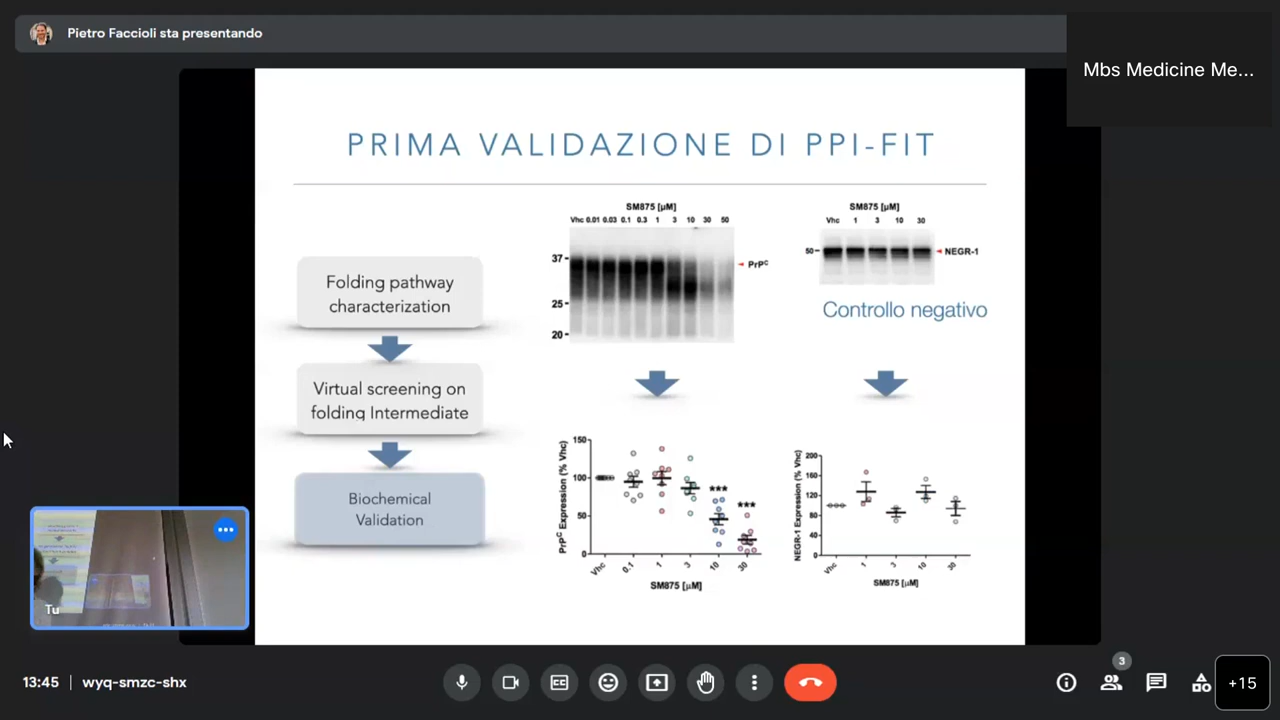 Pietro Faccioli sta presentando
Mbs Medicine Me...
PRIMA VALIDAZIONE DI PPI-FIT
Folding pathway
characterization
Virtual screening on
folding Intermediate
Biochemical
Validation
SM875 [µM]
Vhc 0.01 0.03 0.1 0.3 1 3 10 30 50
37
25
20
PrPC
SM875 [µM]
Vhc 1 3 10 30
50
NEGR-1
Controllo negativo
PrPC Expression (% Vhc)
150
100
50
0
*** ***
Vhc 0.1 1 3 10 30
SM875 [µM]
NEGR-1 Expression (% Vhc)
200
160
120
80
40
0
Vhc 1 3 10 30
SM875 [µM]
Tu
13:45 | wyq-smzc-shx
3
+15